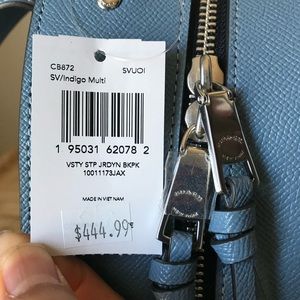 CB872 SVUOI
SV/Indigo Multi
1 95031 62078 2
VSTY STP JRDYN BKPK
10011173JAX
MADE IN VIET NAM
$444.99